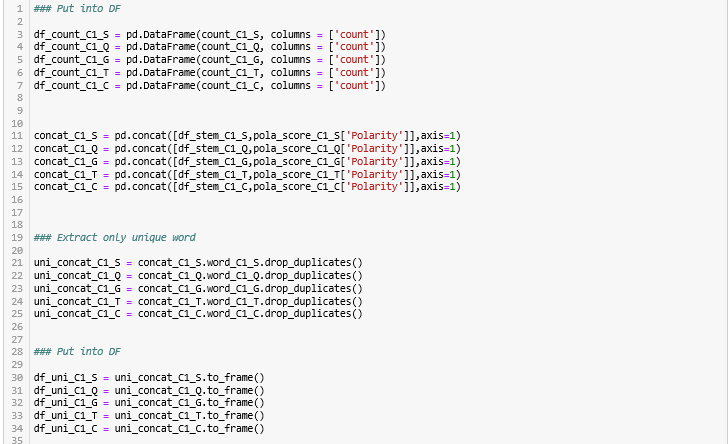 1 ### Put into DF
2
3 df_count_C1_S = pd.DataFrame(count_C1_S, columns = ['count'])
4 df_count_C1_Q = pd.DataFrame(count_C1_Q, columns = ['count'])
5 df_count_C1_G = pd.DataFrame(count_C1_G, columns = ['count'])
6 df_count_C1_T = pd.DataFrame(count_C1_T, columns = ['count'])
7 df_count_C1_C = pd.DataFrame(count_C1_C, columns = ['count'])
8
9
10
11 concat_C1_S = pd.concat([df_stem_C1_S,pola_score_C1_S['Polarity']],axis=1)
12 concat_C1_Q = pd.concat([df_stem_C1_Q,pola_score_C1_Q['Polarity']],axis=1)
13 concat_C1_G = pd.concat([df_stem_C1_G,pola_score_C1_G['Polarity']],axis=1)
14 concat_C1_T = pd.concat([df_stem_C1_T,pola_score_C1_T['Polarity']],axis=1)
15 concat_C1_C = pd.concat([df_stem_C1_C,pola_score_C1_C['Polarity']],axis=1)
16
17
18
19 ### Extract only unique word
20
21 uni_concat_C1_S = concat_C1_S.word_C1_S.drop_duplicates()
22 uni_concat_C1_Q = concat_C1_Q.word_C1_Q.drop_duplicates()
23 uni_concat_C1_G = concat_C1_G.word_C1_G.drop_duplicates()
24 uni_concat_C1_T = concat_C1_T.word_C1_T.drop_duplicates()
25 uni_concat_C1_C = concat_C1_C.word_C1_C.drop_duplicates()
26
27
28 ### Put into DF
29
30 df_uni_C1_S = uni_concat_C1_S.to_frame()
31 df_uni_C1_Q = uni_concat_C1_Q.to_frame()
32 df_uni_C1_G = uni_concat_C1_G.to_frame()
33 df_uni_C1_T = uni_concat_C1_T.to_frame()
34 df_uni_C1_C = uni_concat_C1_C.to_frame()
35